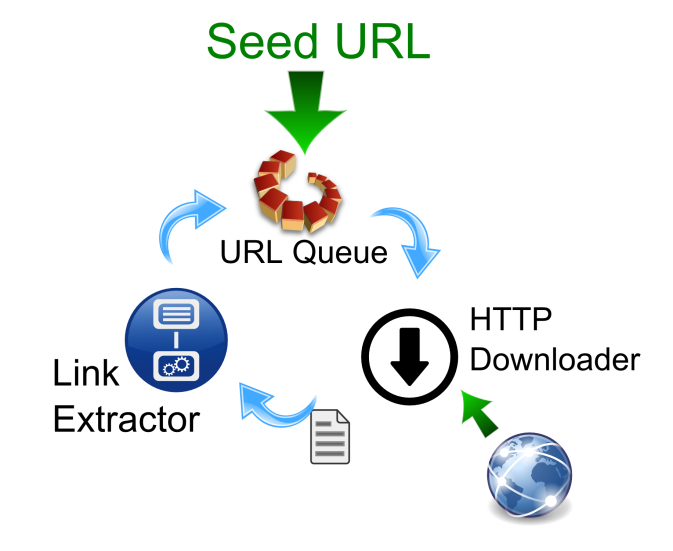 Seed URL
URL Queue
HTTP
Downloader
Link
Extractor